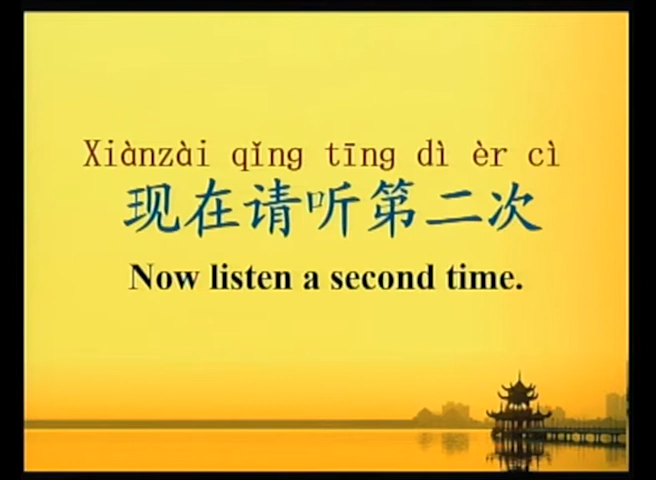 Xiànzài qǐng tīng dì èr cì
现在请听第二次
Now listen a second time.